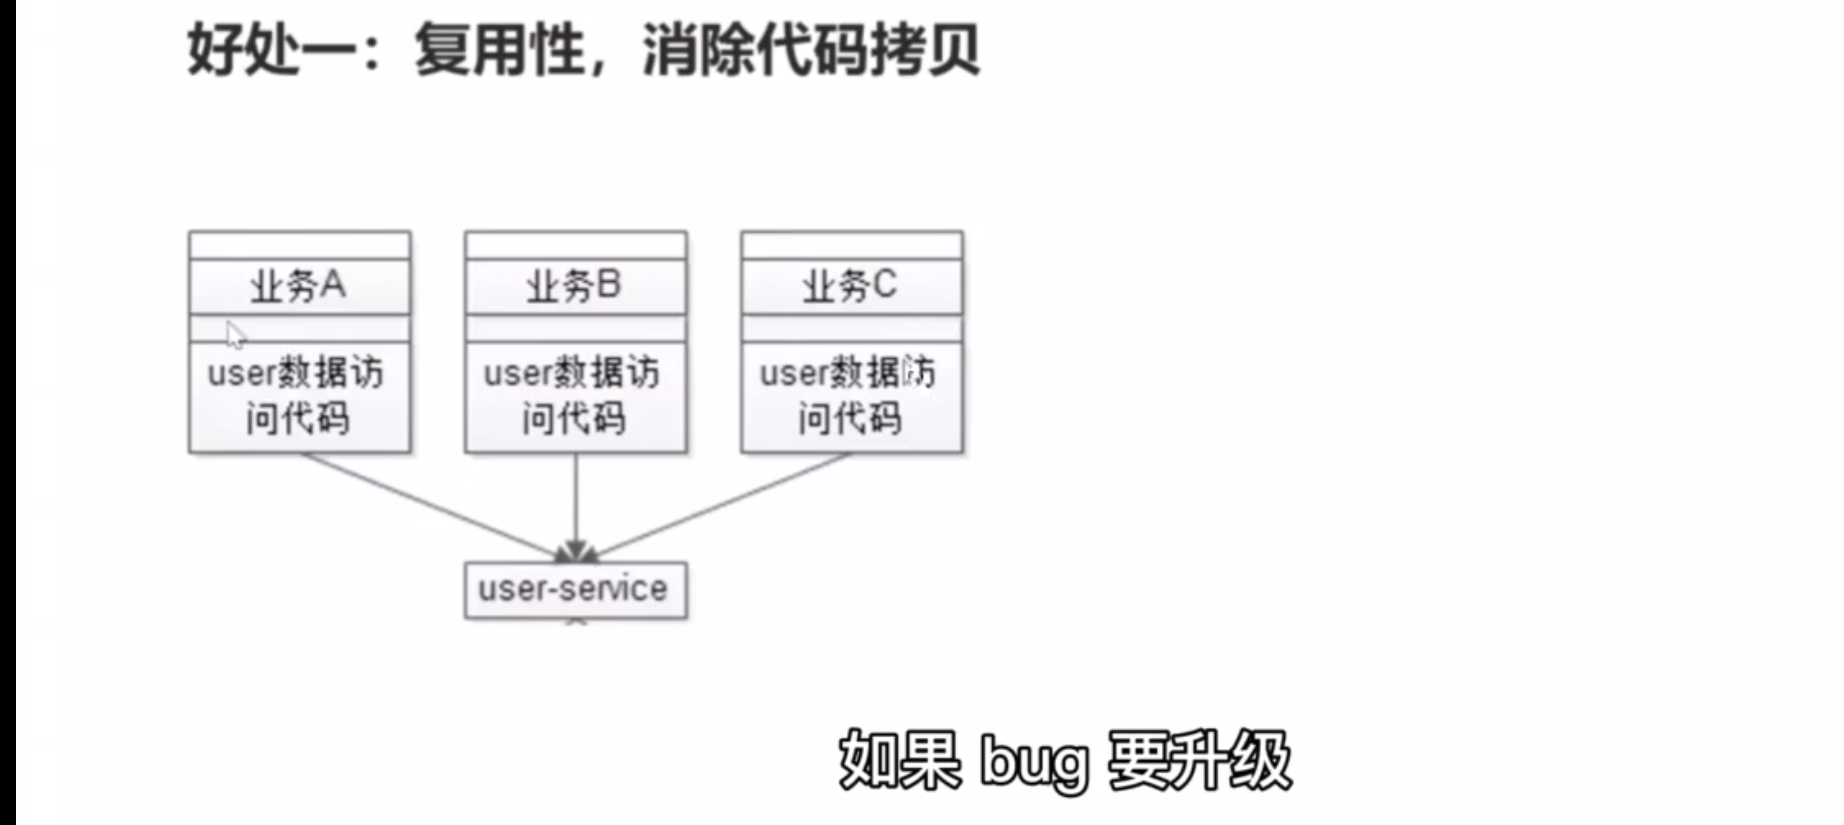 好处一：复用性，消除代码拷贝
业务A
user数据访
问代码
业务B
user数据访
问代码
业务C
user数据访
问代码
user-service
如果 bug 要升级